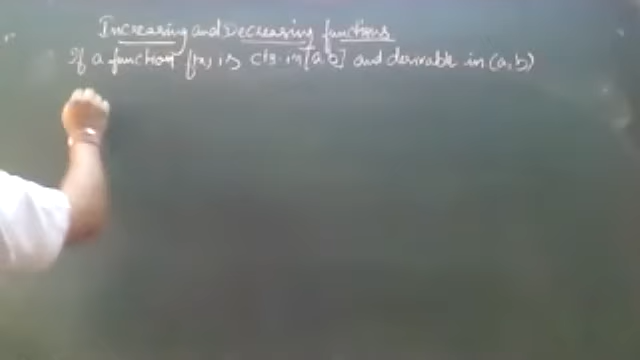 Increasing and Decreasing functions
If a function f(x) is cts in [a,b] and derivable in (a,b)